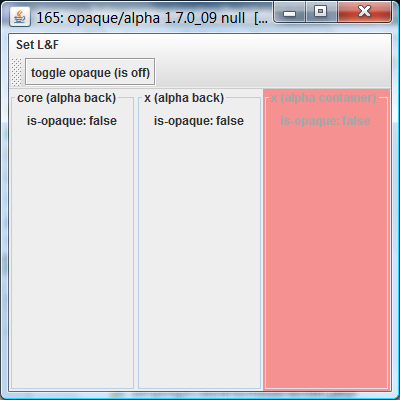 165: opaque/alpha 1.7.0_09 null [...
Set L&F
toggle opaque (is off)
core (alpha back)
x (alpha back)
x (alpha container)
is-opaque: false
is-opaque: false
is-opaque: false